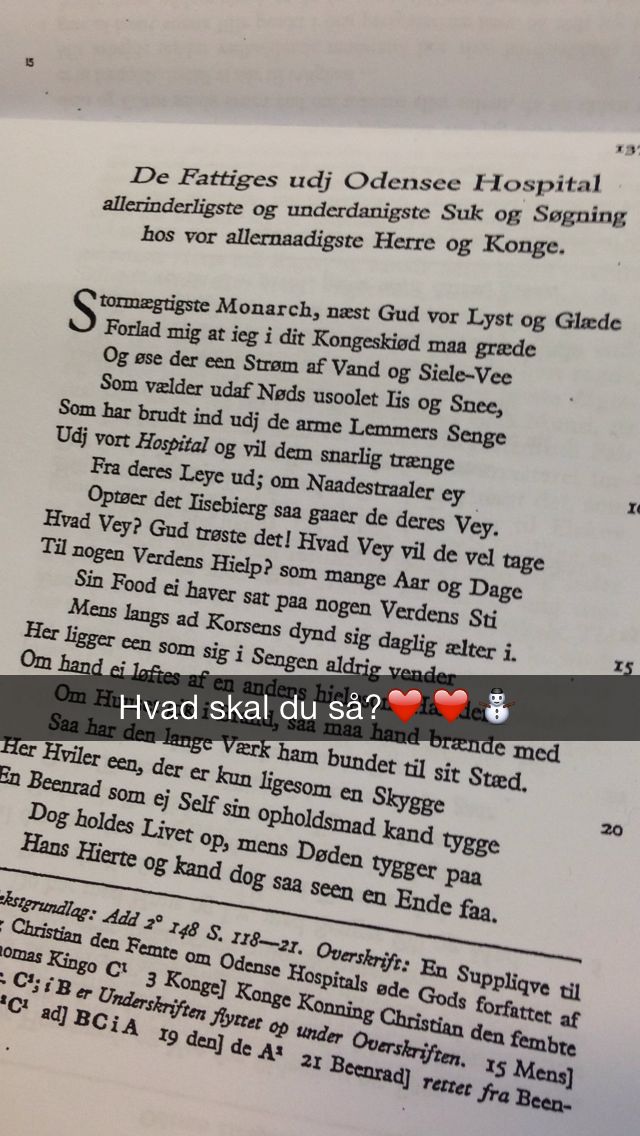 15
137
De Fattiges udj Odensee Hospital
allerinderligste og underdanigste Suk og Søgning
hos vor allernaadigste Herre og Konge.
Stormægtigste Monarch, næst Gud vor Lyst og Glæde
Forlad mig at ieg i dit Kongeskiød maa græde
Og øse der een Strøm af Vand og Siele-Vee
Som vælder udaf Nøds usoolet Iis og Snee,
Som har brudt ind udj de arme Lemmers Senge
Udj vort Hospital og vil dem snarlig trænge
Fra deres Leye ud; om Naadestraaler ey
Optøer det Iisebierg saa gaaer de deres Vey.
Hvad Vey? Gud trøste det! Hvad Vey vil de vel tage
Til nogen Verdens Hielp? som mange Aar og Dage
Sin Food ei haver sat paa nogen Verdens Sti
Mens langs ad Korsens dynd sig daglig ælter i.
Her ligger een som sig i Sengen aldrig vender
15
Om hand ei løftes af en anders
Om saa maa hand brænde med
Hvad skal du så?❤️❤️⛄
Saa har den lange Værk ham bundet til sit Stæd.
Her Hviler een, der er kun ligesom en Skygge
En Beenrad som ej Self sin opholdsmad kand tygge
20
Dog holdes Livet op, mens Døden tygger paa
Hans Hierte og kand dog saa seen en Ende faa.
ekstgrundlag: Add 2° 148 S. 118—21. Overskrift: En Suppliqve til
Christian den Femte om Odense Hospitals øde Gods forfattet af
homas Kingo C¹ 3 Konge] Konge Konning Christian den fembte
C¹; i B er Underskriften flyttet op under Overskriften. 15 Mens]
C¹ ad] BC i A 19 den] de A² 21 Beenrad] rettet fra Been-